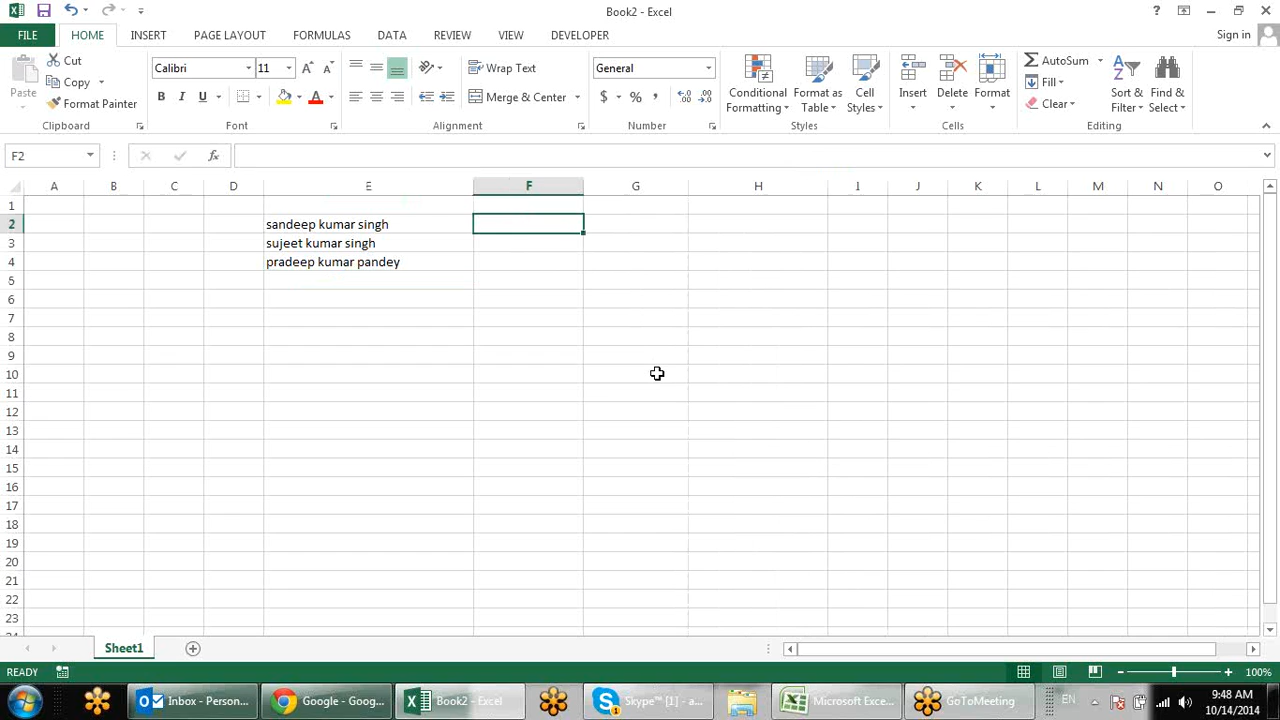 Book2 - Excel
FILE HOME INSERT PAGE LAYOUT FORMULAS DATA REVIEW VIEW DEVELOPER Sign in
Paste Cut Copy Format Painter Clipboard
Calibri 11 B I U A Font
Wrap Text Merge & Center Alignment
General $ % , Number
Conditional Formatting Format as Table Cell Styles Styles
Insert Delete Format Cells
AutoSum Fill Clear Sort & Filter Find & Select Editing
F2 fx
A B C D E F G H I J K L M N O
1
2 sandeep kumar singh
3 sujeet kumar singh
4 pradeep kumar pandey
5
6
7
8
9
10
11
12
13
14
15
16
17
18
19
20
21
22
23
Sheet1
READY 100%
Inbox - Person... Google - Goog... Book2 - Excel Skype™ [1] - a... Microsoft Exce... GoToMeeting EN 9:48 AM
10/14/2014